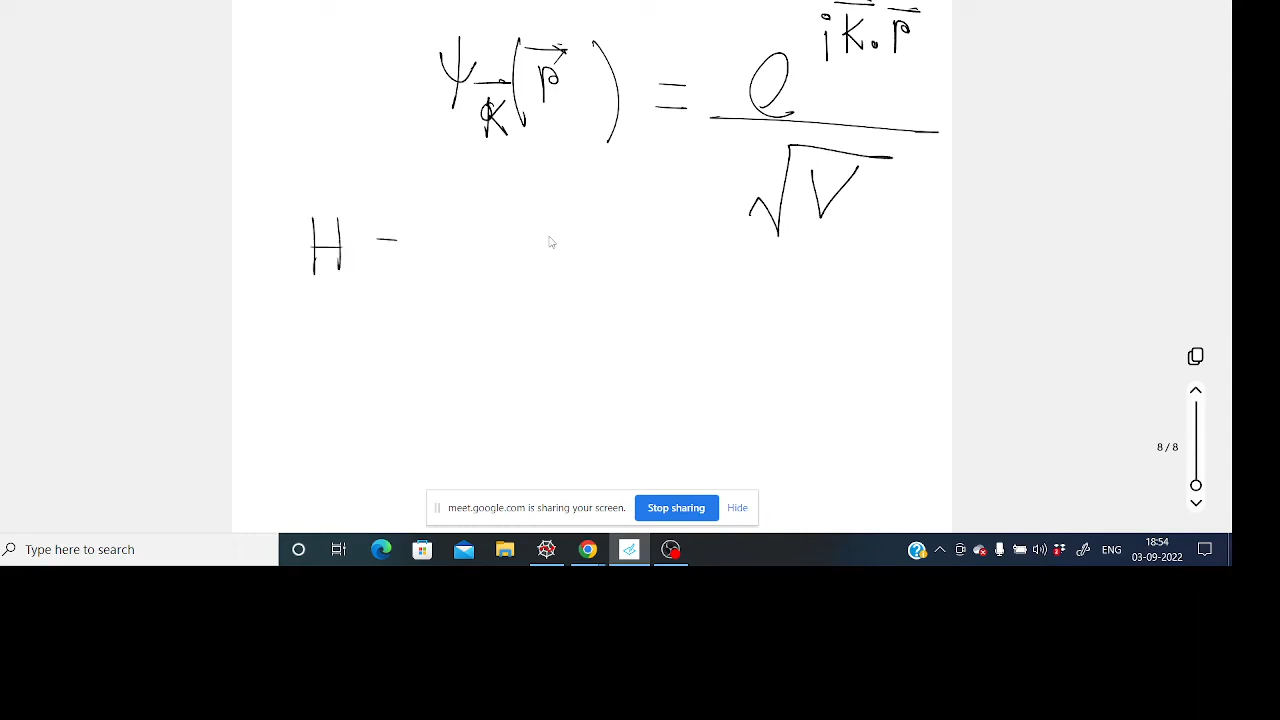 ψ_k⃗(r⃗) = e^{i k⃗·r⃗} / √V
H −
8 / 8
meet.google.com is sharing your screen. Stop sharing Hide
Type here to search
ENG
18:54
03-09-2022